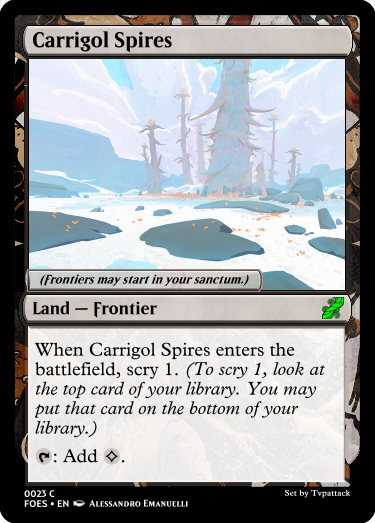 Carrigol Spires
(Frontiers may start in your sanctum.)
Land — Frontier
When Carrigol Spires enters the
battlefield, scry 1. (To scry 1, look at
the top card of your library. You may
put that card on the bottom of your
library.)
: Add .
0023 C
FOES • EN Alessandro Emanuelli
Set by Tvpattack